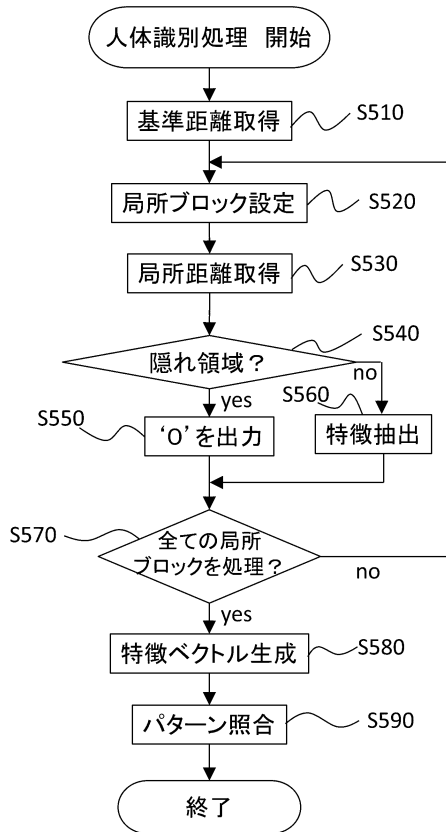 人体識別処理　開始
基準距離取得
S510
局所ブロック設定
S520
局所距離取得
S530
隠れ領域？
S540
yes
no
S550
‘０’を出力
S560
特徴抽出
S570
全ての局所
ブロックを処理？
no
yes
特徴ベクトル生成
S580
パターン照合
S590
終了